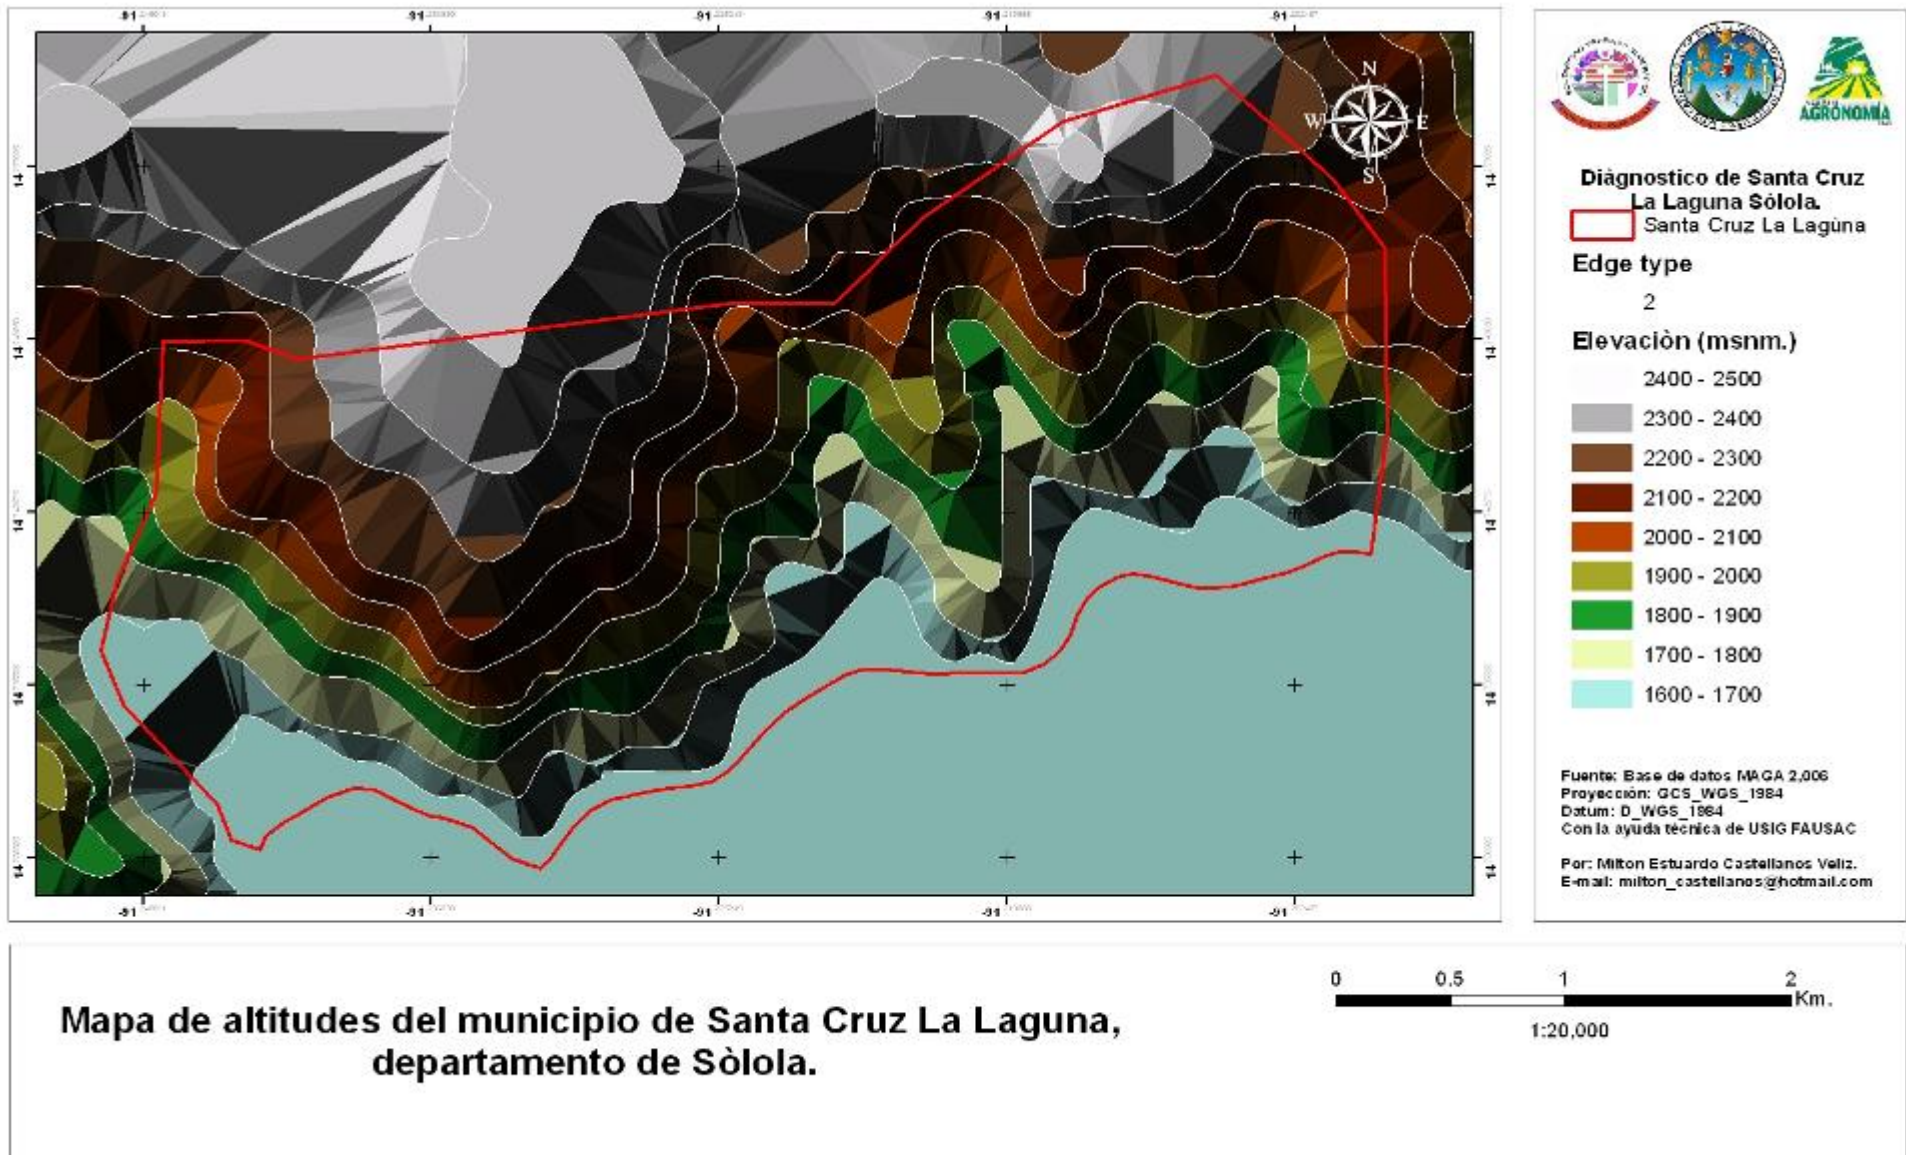 N
W E
S
AGRONOMIA
Diàgnostico de Santa Cruz
La Laguna Sòlola.
Santa Cruz La Lagùna
Edge type
2
Elevaciòn (msnm.)
2400 - 2500
2300 - 2400
2200 - 2300
2100 - 2200
2000 - 2100
1900 - 2000
1800 - 1900
1700 - 1800
1600 - 1700
Fuente: Base de datos MAGA 2,006
Proyección: GCS_WGS_1984
Datum: D_WGS_1984
Con la ayuda técnica de USIG FAUSAC
Por: Milton Estuardo Castellanos Veliz.
E-mail: milton_castellanos@hotmail.com
Mapa de altitudes del municipio de Santa Cruz La Laguna,
departamento de Sòlola.
0 0.5 1 2
Km.
1:20,000